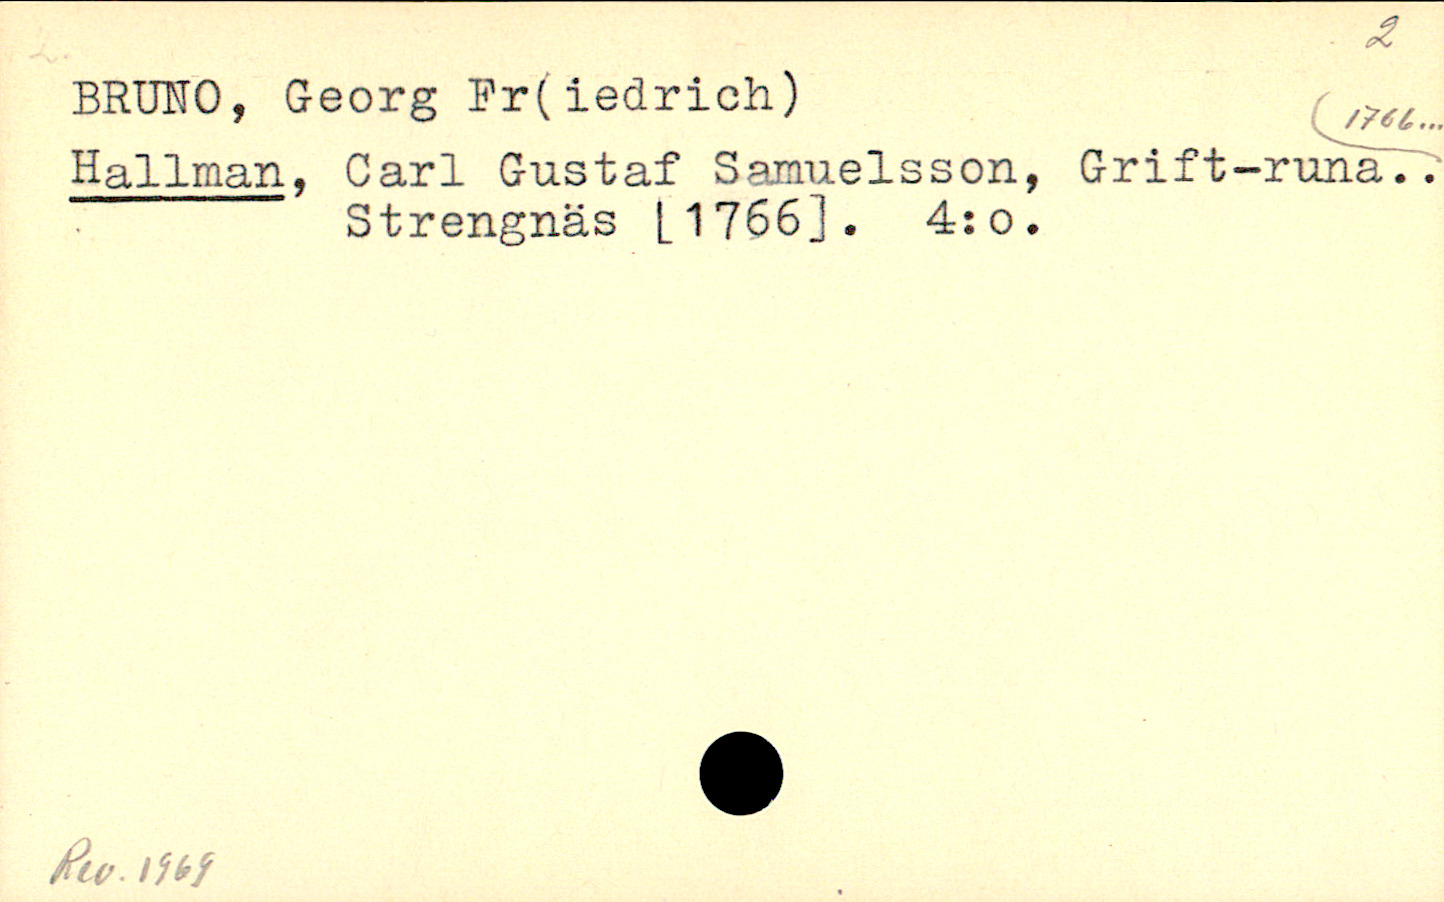 2
BRUNO, Georg Fr(iedrich)
1766...
Hallman, Carl Gustaf Samuelsson, Grift-runa..
Strengnäs [1766]. 4:o.
Rev. 1969